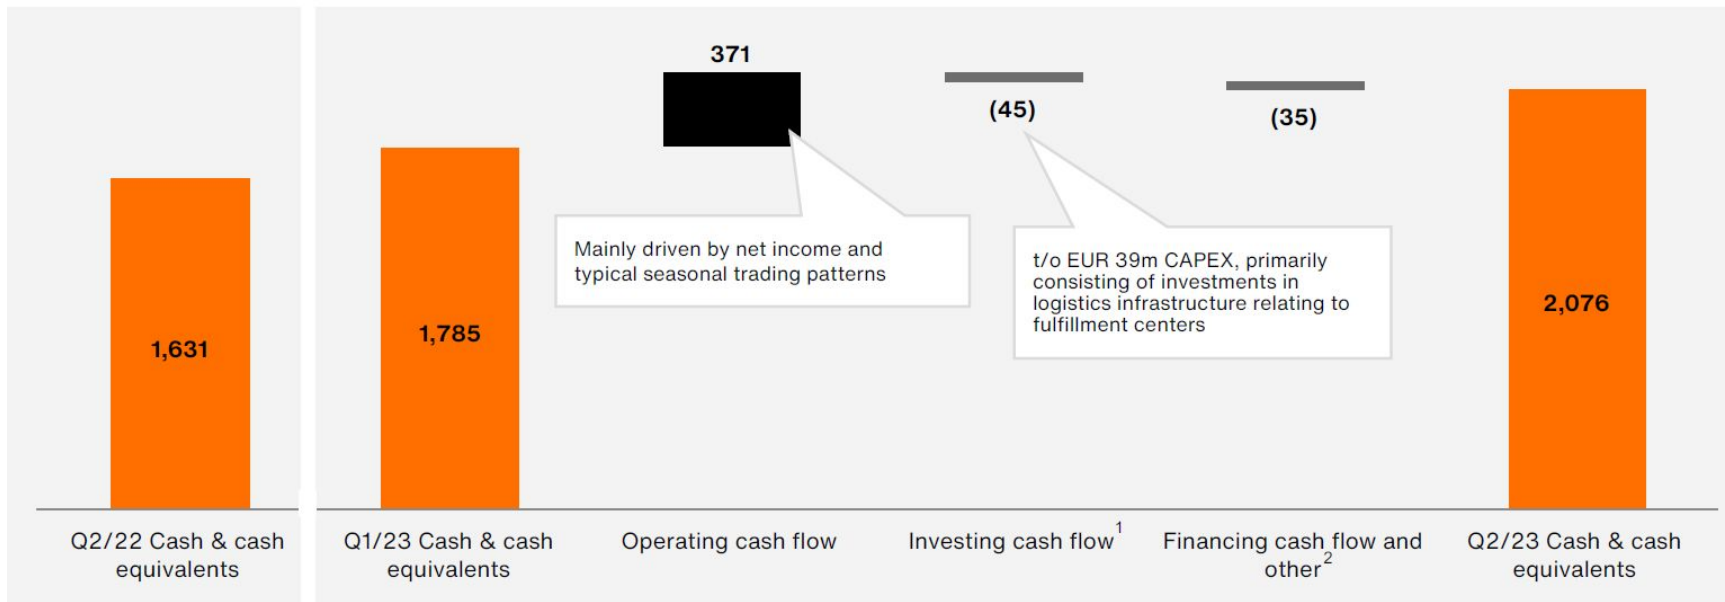 371
(45)
(35)
Mainly driven by net income and
typical seasonal trading patterns
t/o EUR 39m CAPEX, primarily
consisting of investments in
logistics infrastructure relating to
fulfillment centers
1,631
1,785
2,076
Q2/22 Cash & cash
equivalents
Q1/23 Cash & cash
equivalents
Operating cash flow
Investing cash flow1
Financing cash flow and
other2
Q2/23 Cash & cash
equivalents